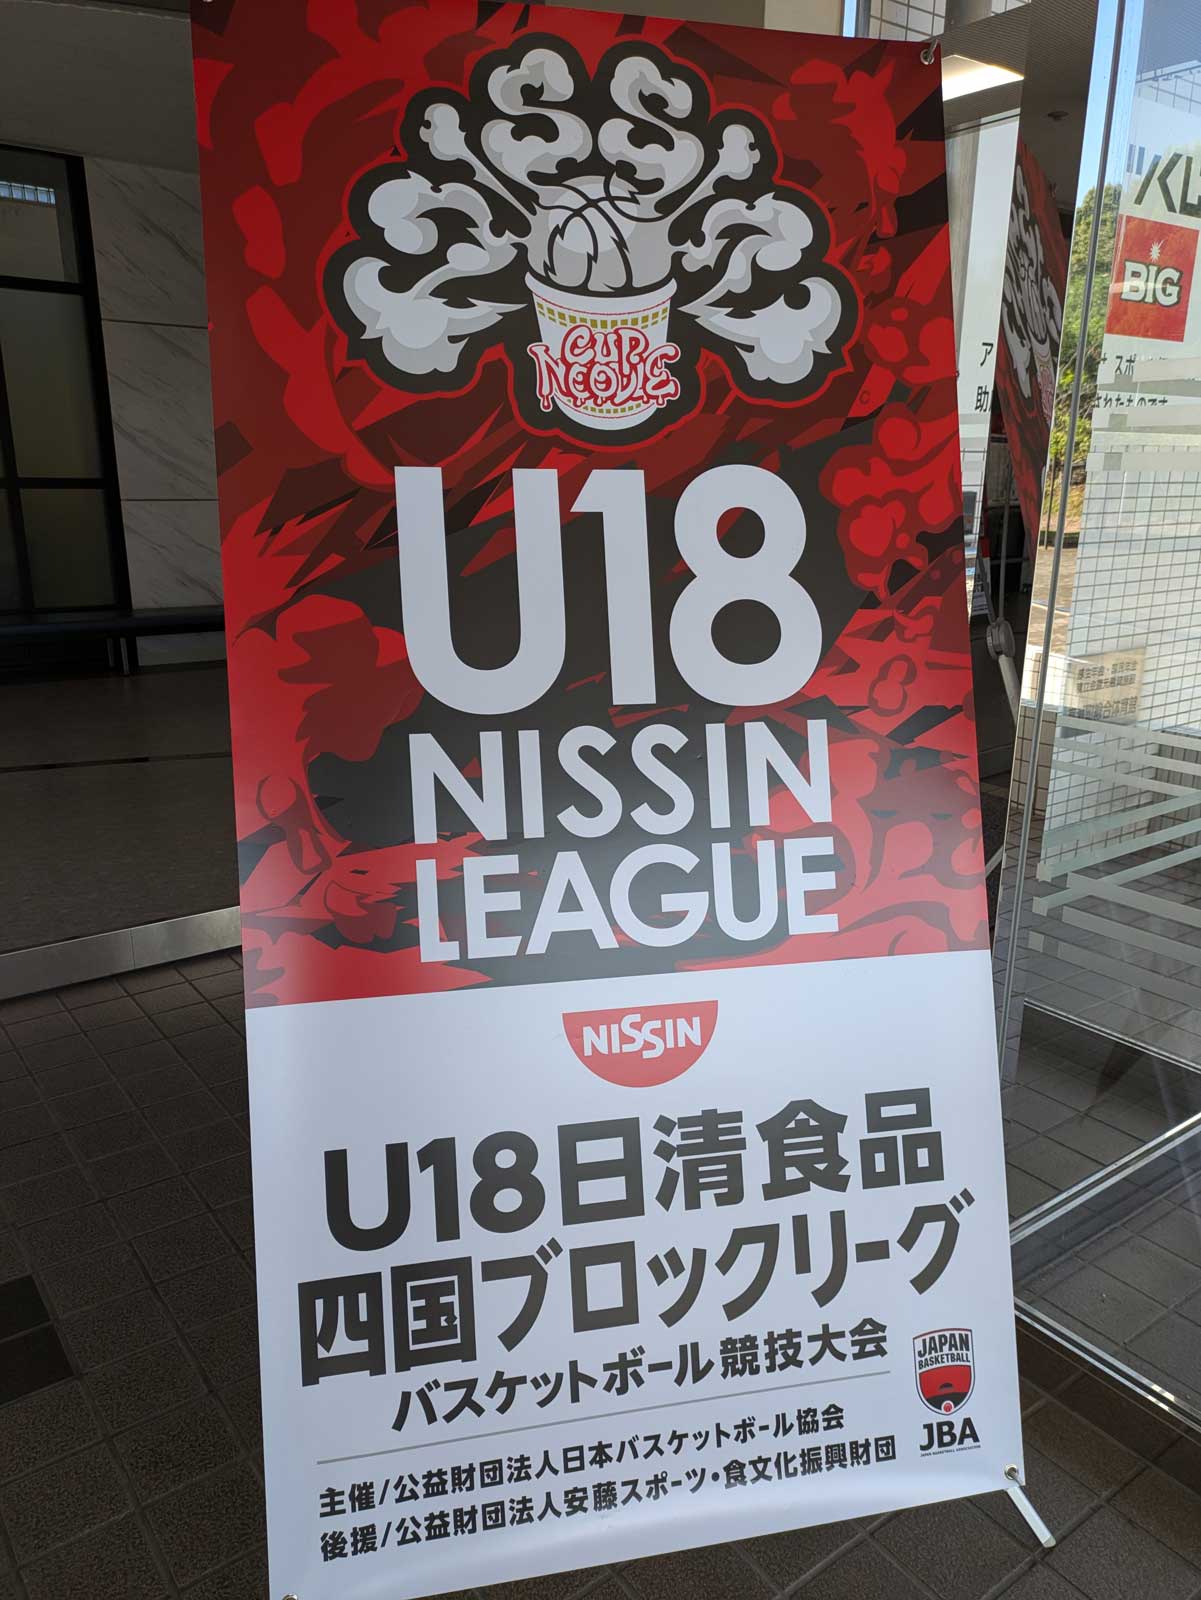 CUP
NOODLE
U18
NISSIN
LEAGUE
NISSIN
U18日清食品
四国ブロックリーグ
バスケットボール競技大会
主催/公益財団法人日本バスケットボール協会
後援/公益財団法人安藤スポーツ・食文化振興財団
JAPAN
BASKETBALL
JBA
JAPAN BASKETBALL ASSOCIATION
BIG